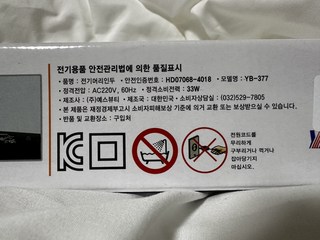 전기용품 안전관리법에 의한 품질표시
· 품명 : 전기머리인두 · 안전인증번호 : HD07068-4018 · 모델명 : YB-377
· 정격전압 : AC220V, 60Hz · 정격소비전력 : 33W
· 제조사 : (주)예스뷰티 · 제조국 : 대한민국 · 소비자상담실 : (032)529-7805
· 본 제품은 재정경제부고시 소비자피해보상 기준에 의거 교환 또는 보상받으실 수 있습니다.
· 반품 및 교환장소 : 구입처
전원코드를
무리하게
구부리거나 꺽거나
잡아당기지
마십시오.